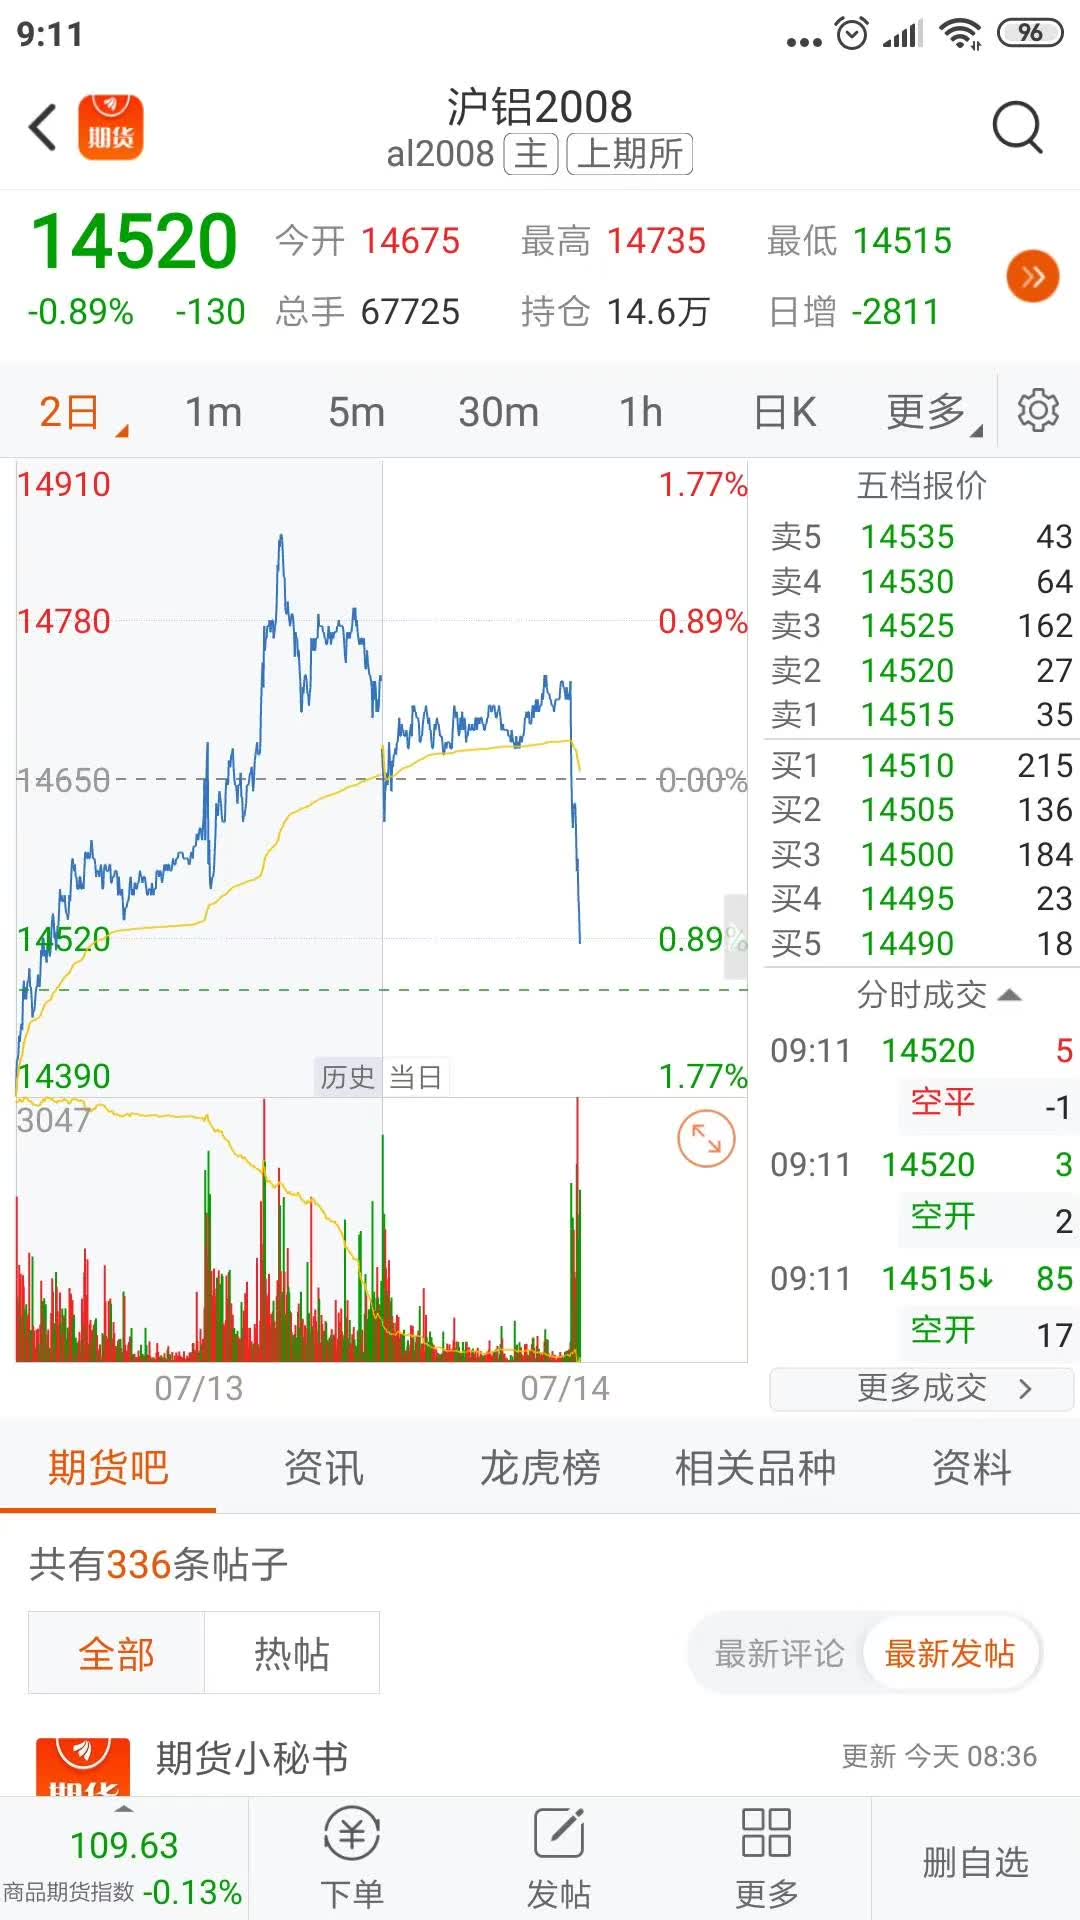 9:11
96
期货
沪铝2008
al2008 主 上期所
14520 今开 14675 最高 14735 最低 14515
-0.89% -130 总手 67725 持仓 14.6万 日增 -2811
2日 1m 5m 30m 1h 日K 更多
14910 1.77%
14780 0.89%
14650 0.00%
14520 0.89%
14390 历史 当日 1.77%
3047
07/13 07/14
五档报价
卖5 14535 43
卖4 14530 64
卖3 14525 162
卖2 14520 27
卖1 14515 35
买1 14510 215
买2 14505 136
买3 14500 184
买4 14495 23
买5 14490 18
分时成交
09:11 14520 5
空平 -1
09:11 14520 3
空开 2
09:11 14515↓ 85
空开 17
更多成交
期货吧 资讯 龙虎榜 相关品种 资料
共有336条帖子
全部 热帖 最新评论 最新发帖
期货
期货小秘书 更新 今天 08:36
109.63
商品期货指数 -0.13%
下单 发帖 更多 删自选